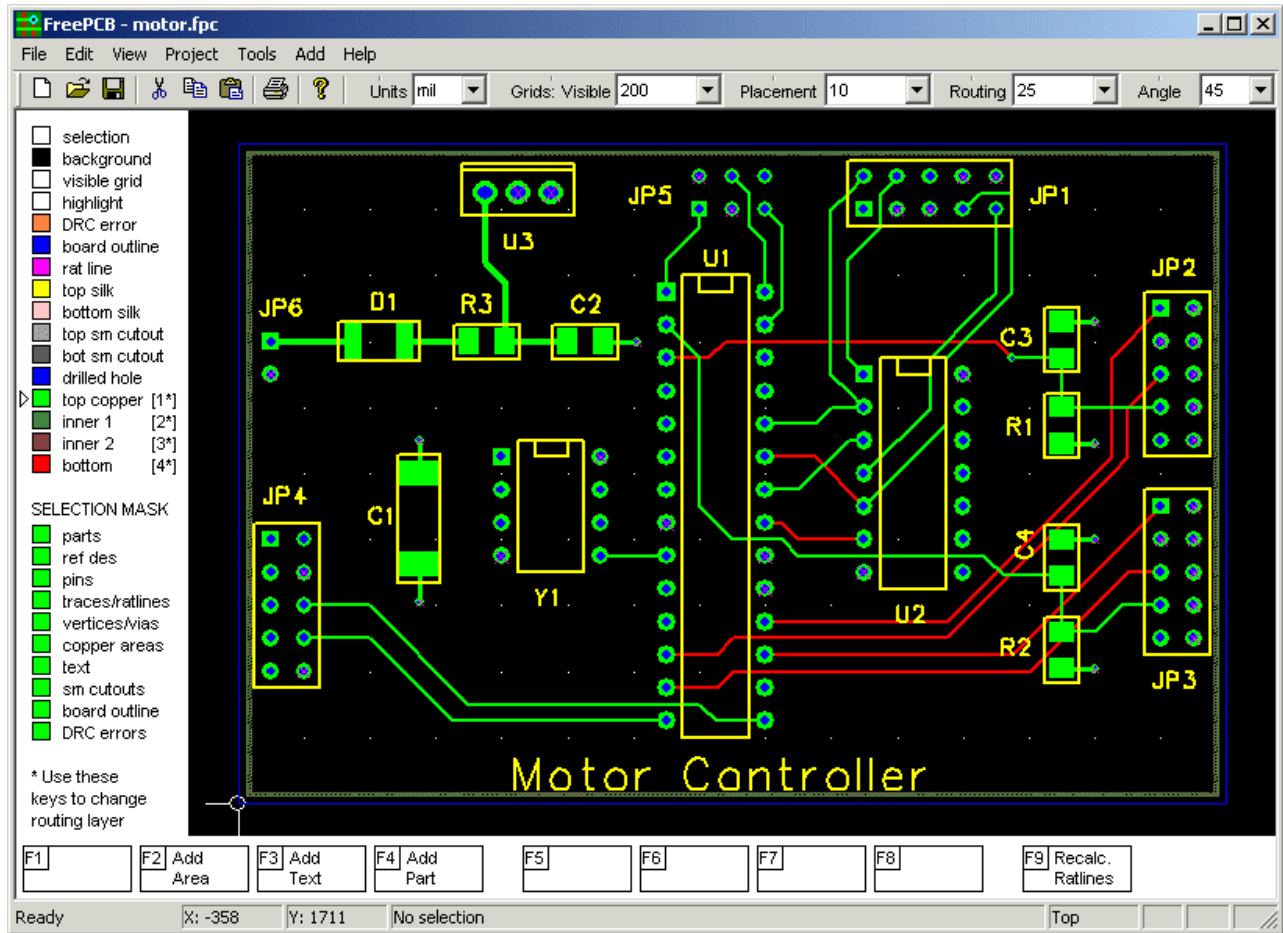 FreePCB - motor.fpc
File Edit View Project Tools Add Help
Units mil Grids: Visible 200 Placement 10 Routing 25 Angle 45
selection
background
visible grid
highlight
DRC error
board outline
rat line
top silk
bottom silk
top sm cutout
bot sm cutout
drilled hole
top copper [1*]
inner 1 [2*]
inner 2 [3*]
bottom [4*]
SELECTION MASK
parts
ref des
pins
traces/ratlines
vertices/vias
copper areas
text
sm cutouts
board outline
DRC errors
* Use these
keys to change
routing layer
JP5
JP1
U3
U1
JP2
JP6
D1
R3
C2
C3
R1
JP4
C1
Y1
C4
U2
R2
JP3
Motor Controller
F1
F2 Add Area
F3 Add Text
F4 Add Part
F5
F6
F7
F8
F9 Recalc. Ratlines
Ready X: -358 Y: 1711 No selection Top